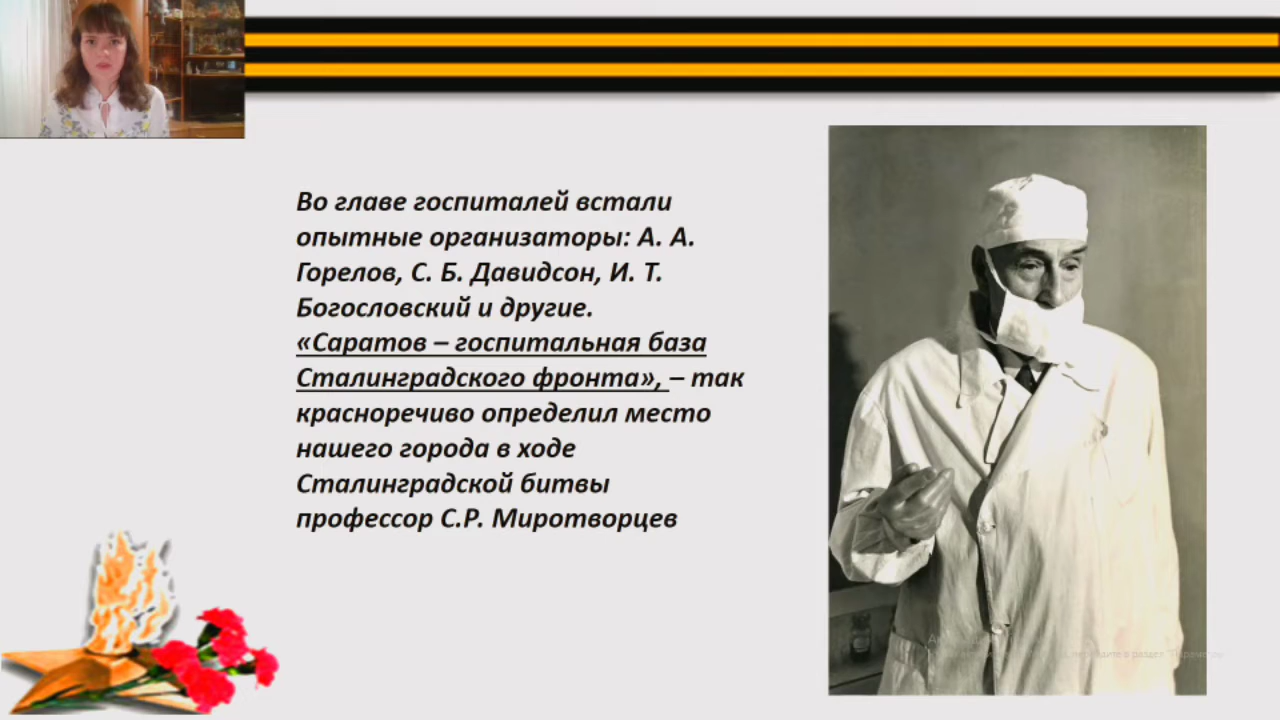 Во главе госпиталей встали
опытные организаторы: А. А.
Горелов, С. Б. Давидсон, И. Т.
Богословский и другие.
«Саратов – госпитальная база
Сталинградского фронта», – так
красноречиво определил место
нашего города в ходе
Сталинградской битвы
профессор С.Р. Миротворцев